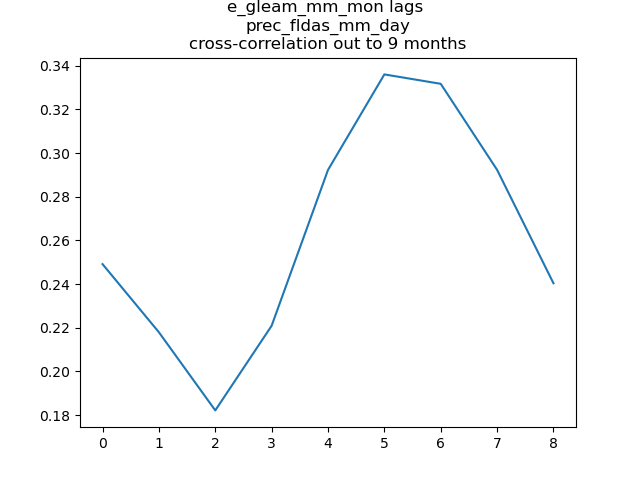 e_gleam_mm_mon lags
prec_fldas_mm_day
cross-correlation out to 9 months
0.34
0.32
0.30
0.28
0.26
0.24
0.22
0.20
0.18
0 1 2 3 4 5 6 7 8